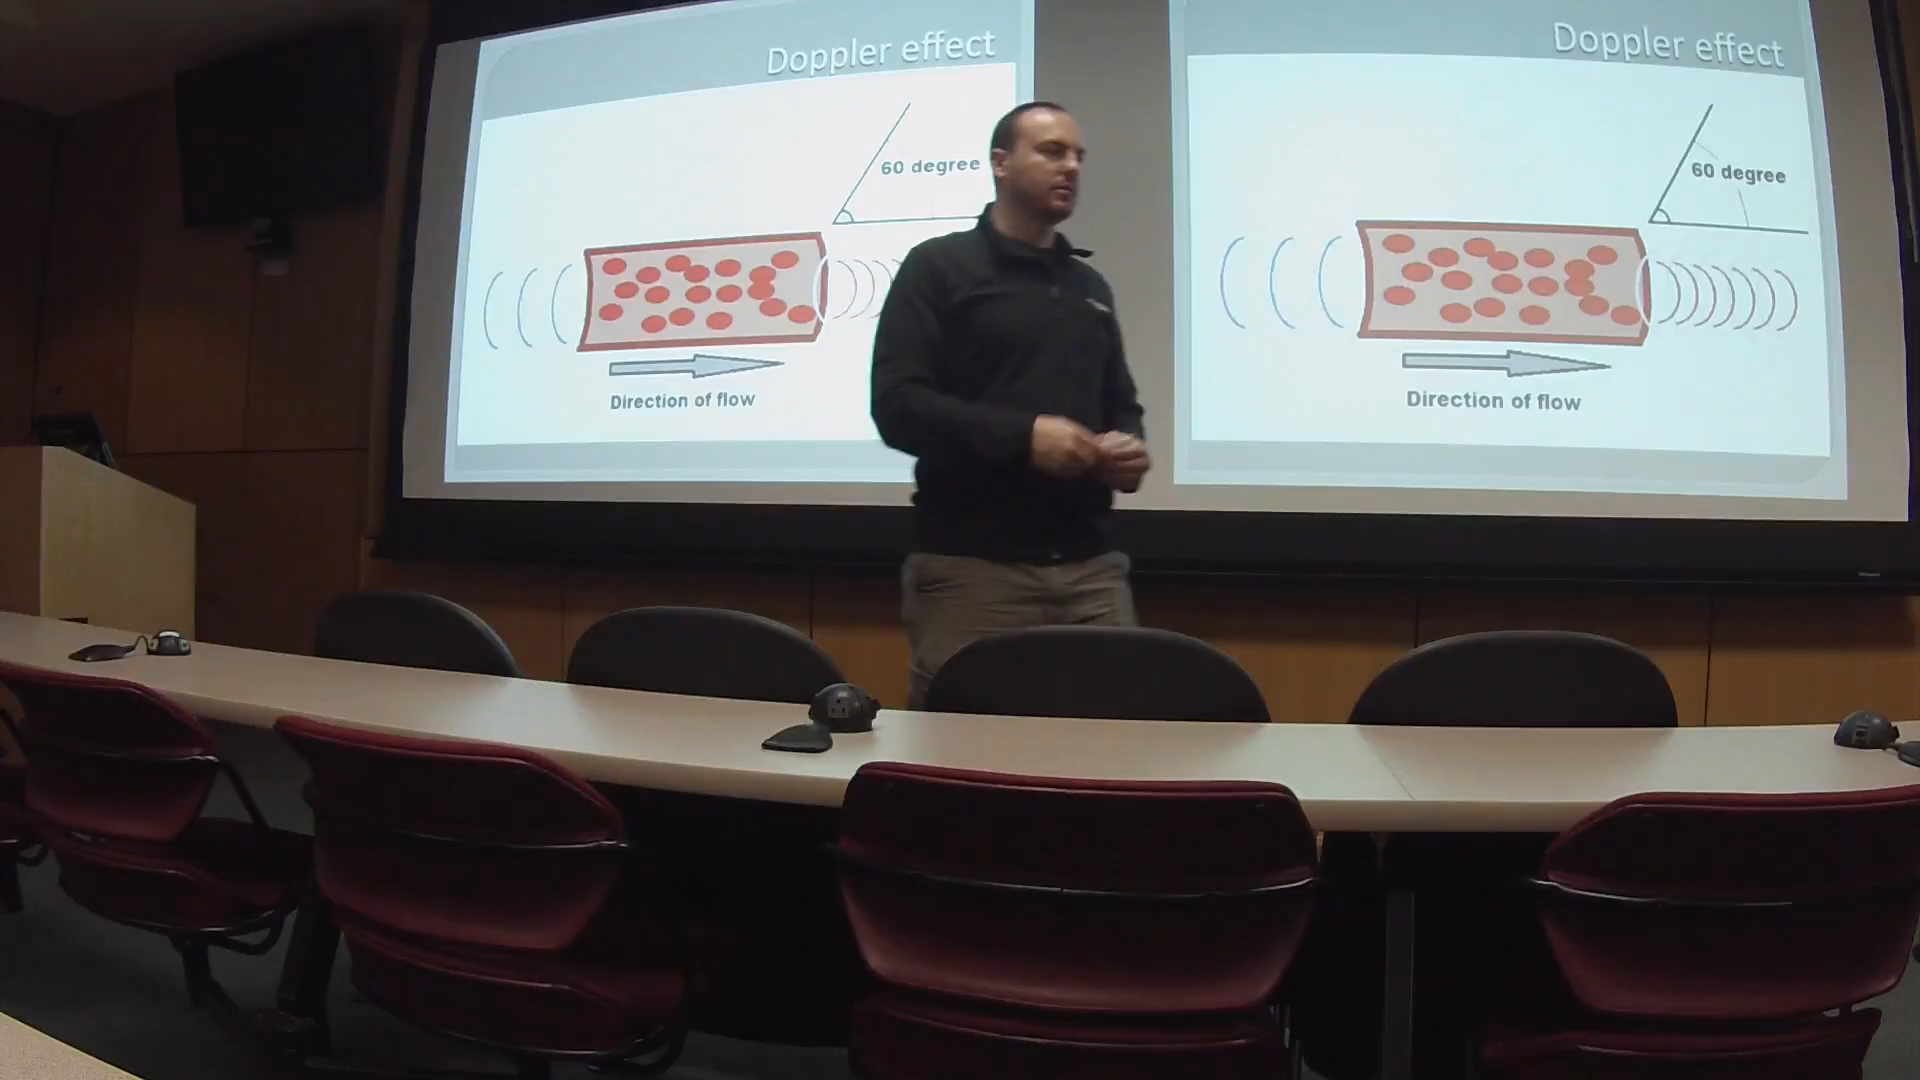 Doppler effect
60 degree
Direction of flow
Doppler effect
60 degree
Direction of flow